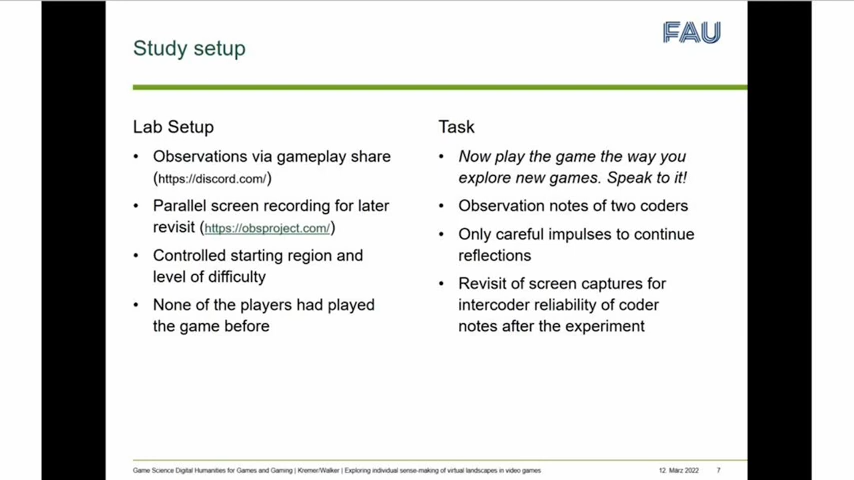 FAU
Study setup
Lab Setup
• Observations via gameplay share
(https://discord.com/)
• Parallel screen recording for later
revisit (https://obsproject.com/)
• Controlled starting region and
level of difficulty
• None of the players had played
the game before
Task
• Now play the game the way you
explore new games. Speak to it!
• Observation notes of two coders
• Only careful impulses to continue
reflections
• Revisit of screen captures for
intercoder reliability of coder
notes after the experiment
Game Science Digital Humanities for Games and Gaming | Kremer/Walker | Exploring individual sense-making of virtual landscapes in video games
12. März 2022 7